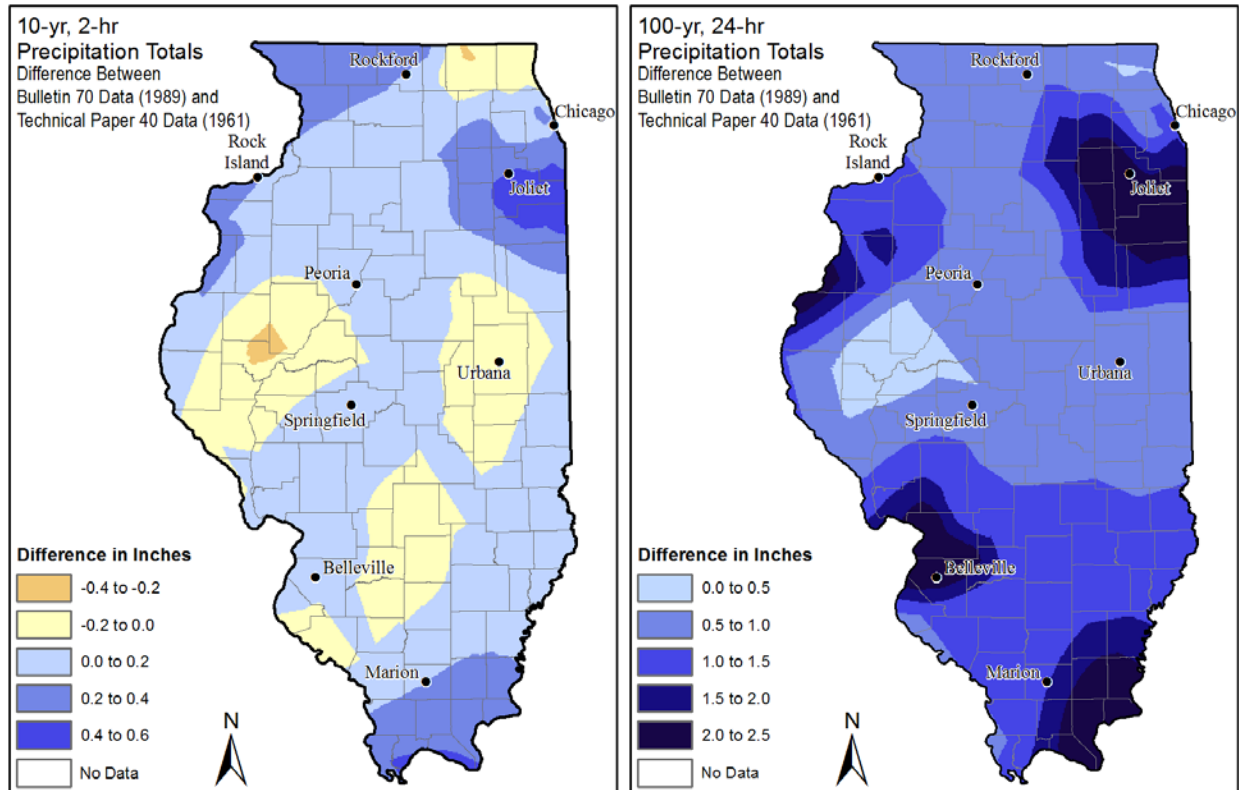 10-yr, 2-hr
Precipitation Totals
Difference Between
Bulletin 70 Data (1989) and
Technical Paper 40 Data (1961)
Rockford
Chicago
Rock
Island
Joliet
Peoria
Urbana
Springfield
Belleville
Marion
Difference in Inches
-0.4 to -0.2
-0.2 to 0.0
0.0 to 0.2
0.2 to 0.4
0.4 to 0.6
No Data
N
100-yr, 24-hr
Precipitation Totals
Difference Between
Bulletin 70 Data (1989) and
Technical Paper 40 Data (1961)
Rockford
Chicago
Rock
Island
Joliet
Peoria
Urbana
Springfield
Belleville
Marion
Difference in Inches
0.0 to 0.5
0.5 to 1.0
1.0 to 1.5
1.5 to 2.0
2.0 to 2.5
No Data
N